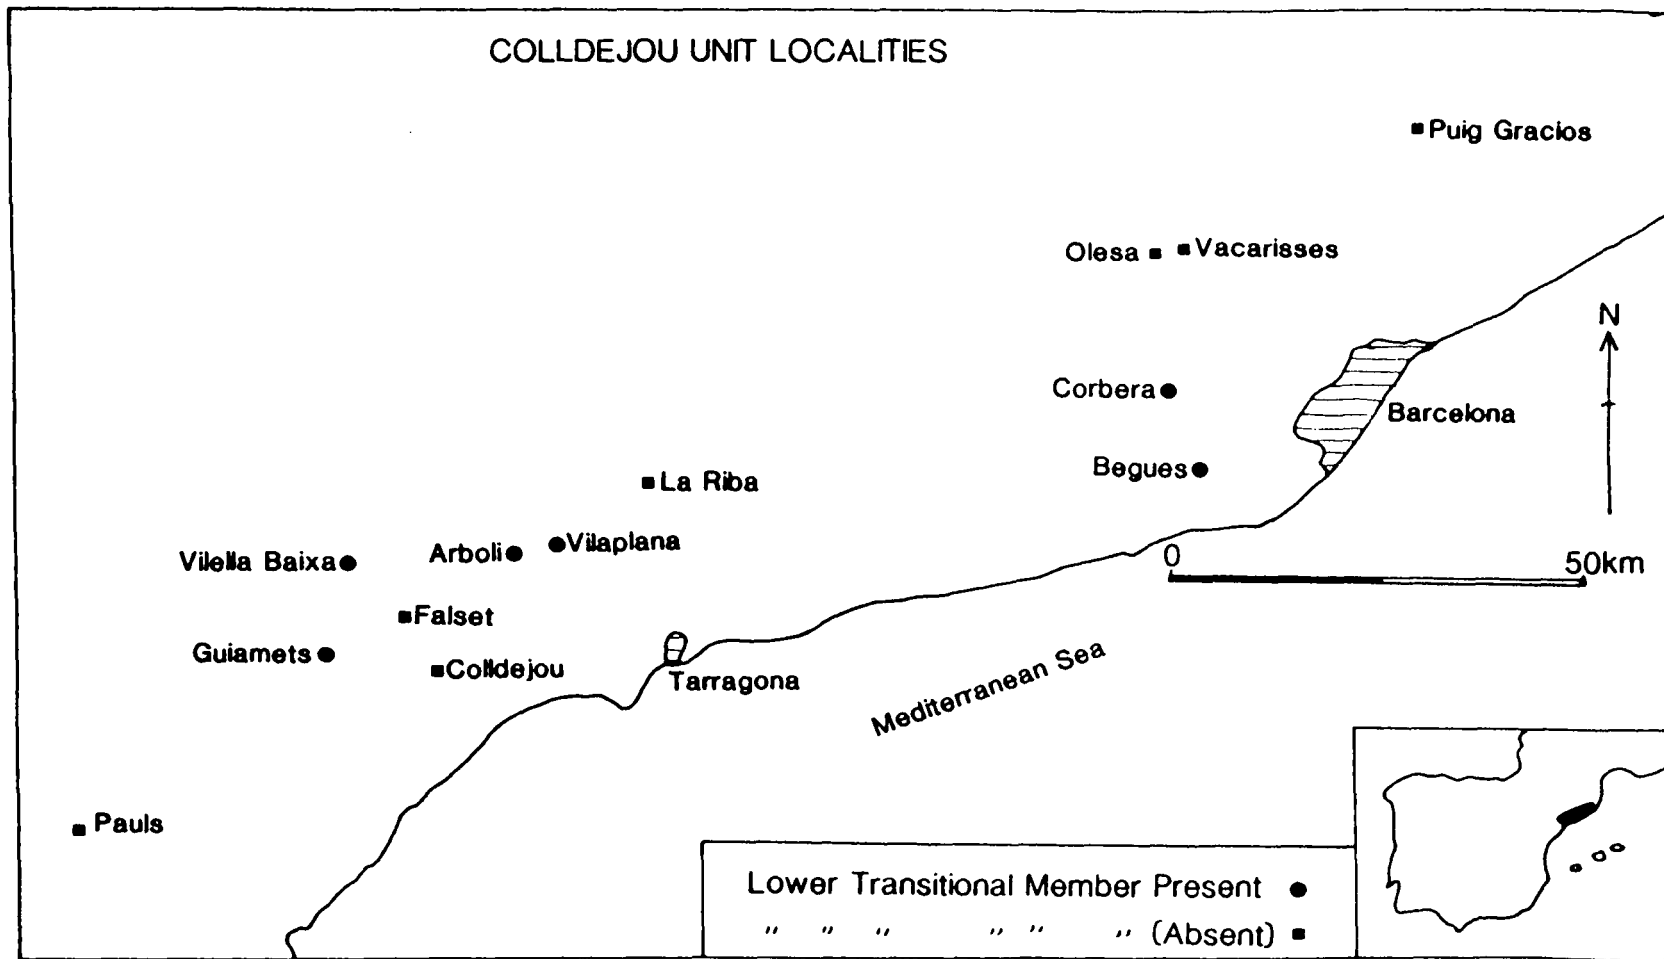 COLLDEJOU UNIT LOCALITIES
Puig Gracios
Olesa
Vacarisses
N
Corbera
Barcelona
Begues
La Riba
Vilella Baixa
Arboli
Vilaplana
0
50km
Falset
Guiamets
Colldejou
Tarragona
Mediterranean Sea
Pauls
Lower Transitional Member Present
" " " " " " (Absent)